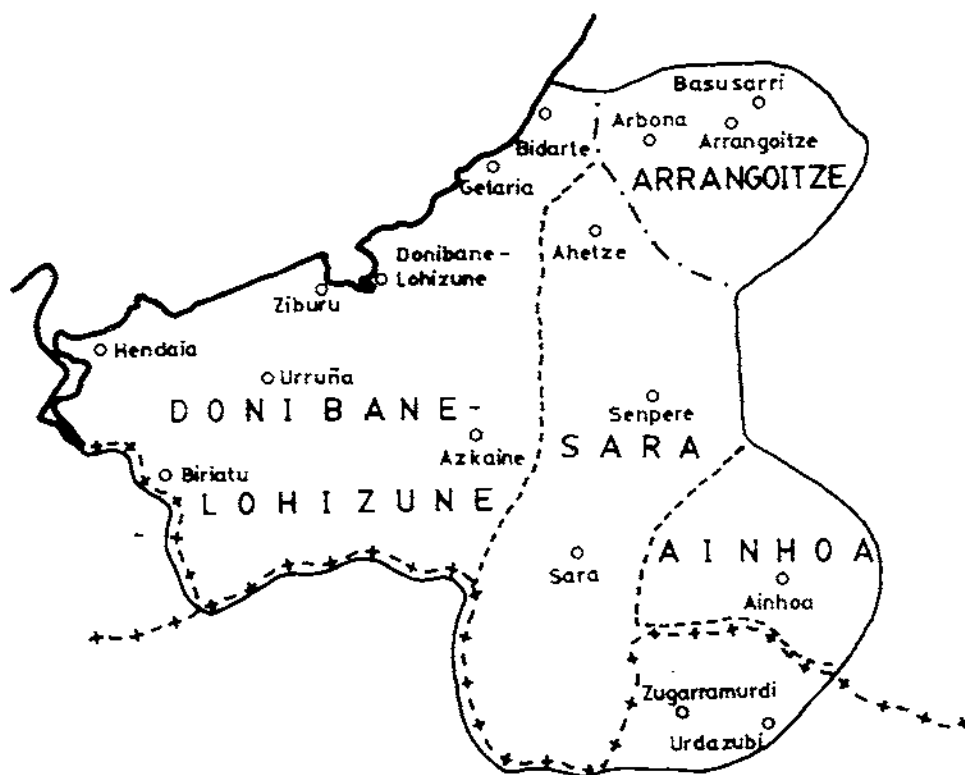 Basusarri
Arbona
Arrangoitze
Bidarte
ARRANGOITZE
Getaria
Ahetze
Donibane-
Lohizune
Ziburu
Hendaia
Urruña
DONIBANE-
Senpere
Azkaine
SARA
Biriatu
LOHIZUNE
AINHOA
Sara
Ainhoa
Zugarramurdi
Urdazubi